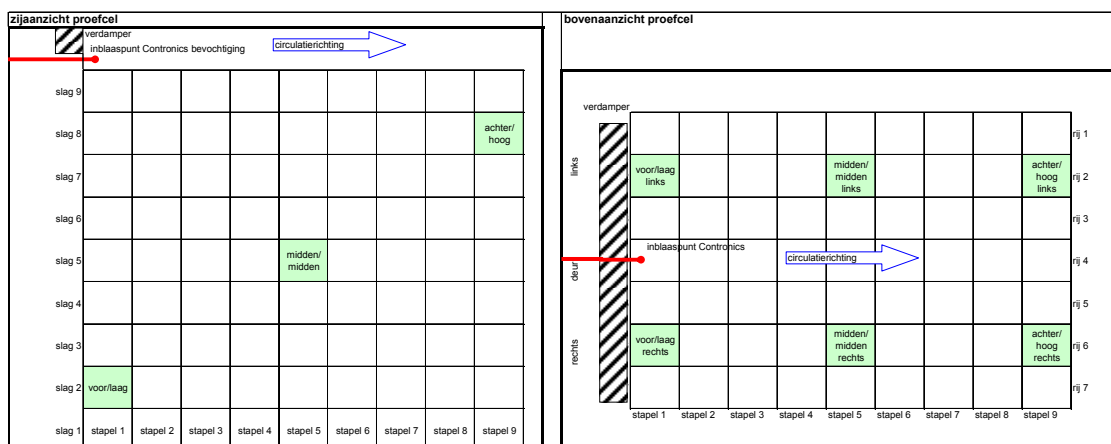 zijaanzicht proefcel
verdamper
inblaaspunt Contronics bevochtiging
circulatierichting
slag 9
slag 8
achter/
hoog
slag 7
slag 6
slag 5
midden/
midden
slag 4
slag 3
slag 2
voor/laag
slag 1
stapel 1
stapel 2
stapel 3
stapel 4
stapel 5
stapel 6
stapel 7
stapel 8
stapel 9
bovenaanzicht proefcel
verdamper
rij 1
links
voor/laag
links
midden/
midden
links
achter/
hoog
links
rij 2
rij 3
inblaaspunt Contronics
circulatierichting
deur
rij 4
rij 5
rechts
voor/laag
rechts
midden/
midden
rechts
achter/
hoog
rechts
rij 6
rij 7
stapel 1
stapel 2
stapel 3
stapel 4
stapel 5
stapel 6
stapel 7
stapel 8
stapel 9